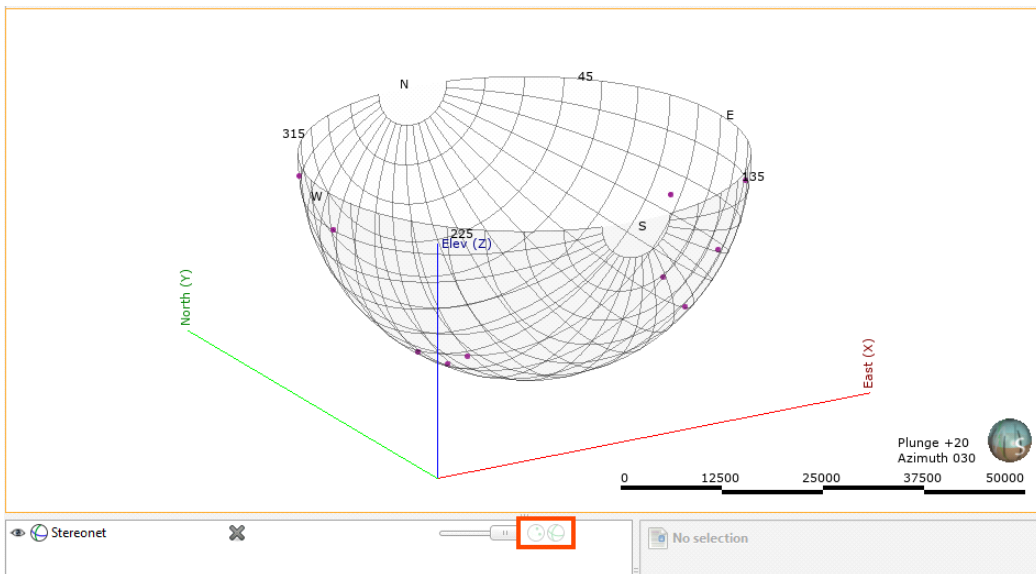 N
45
E
315
135
W
S
225
Elev (Z)
North (Y)
East (X)
Plunge +20
Azimuth 030
S
0 12500 25000 37500 50000
Stereonet
No selection